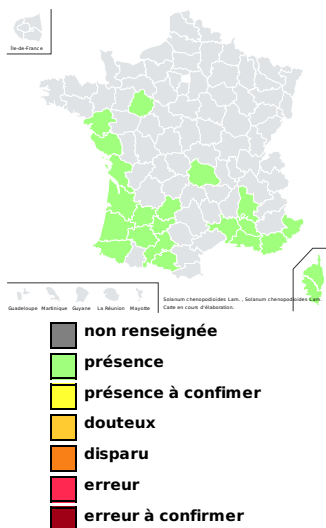 Île-de-France
Guadeloupe Martinique Guyane La Réunion Mayotte
Solanum chenopodioides Lam. , Solanum chenopodioides Lam
Carte en cours d'élaboration.
non renseignée
présence
présence à confimer
douteux
disparu
erreur
erreur à confirmer